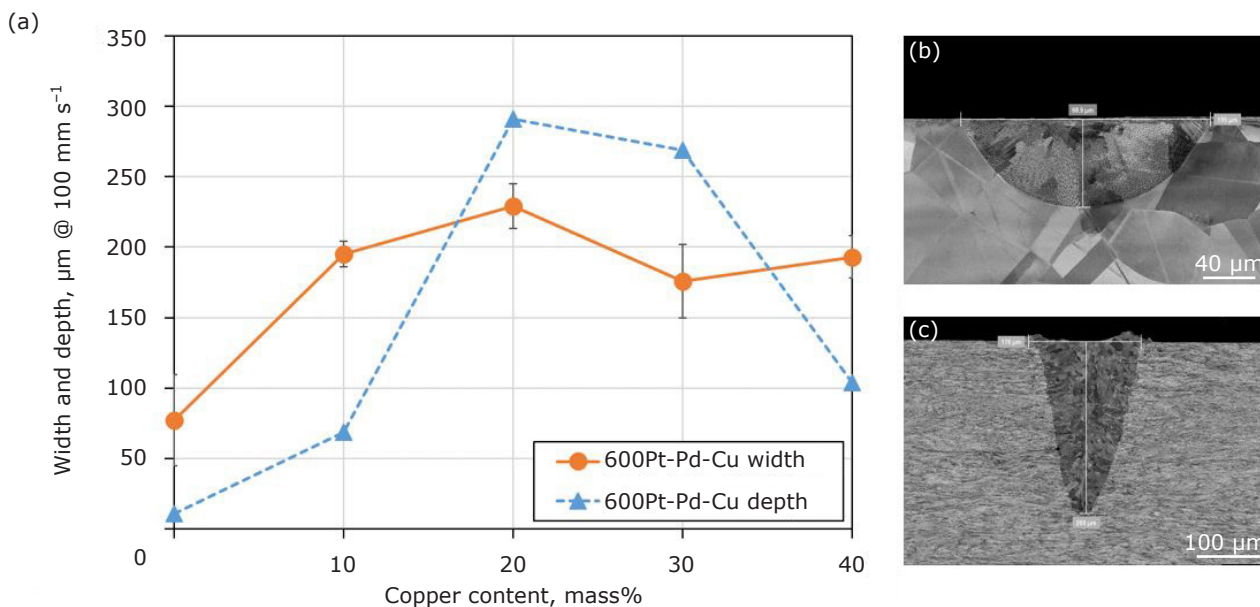 (a)
350
300
250
200
150
100
50
0
10
20
30
40
Width and depth, µm @ 100 mm s⁻¹
Copper content, mass%
600Pt-Pd-Cu width
600Pt-Pd-Cu depth
(b)
40 µm
(c)
100 µm